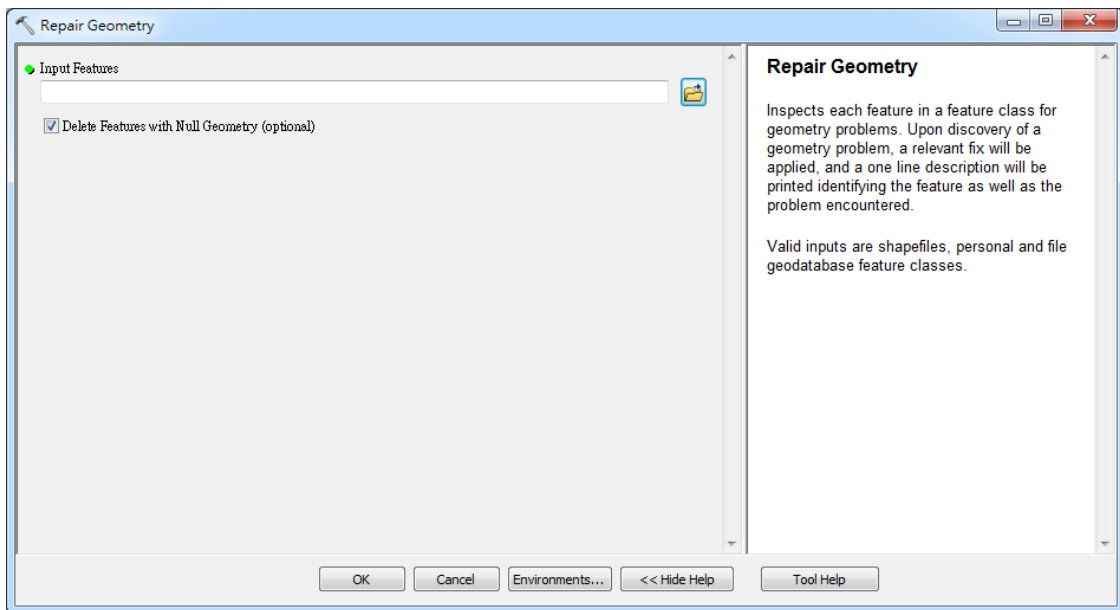 Repair Geometry
Input Features
Delete Features with Null Geometry (optional)
Repair Geometry
Inspects each feature in a feature class for
geometry problems. Upon discovery of a
geometry problem, a relevant fix will be
applied, and a one line description will be
printed identifying the feature as well as the
problem encountered.
Valid inputs are shapefiles, personal and file
geodatabase feature classes.
OK
Cancel
Environments...
<< Hide Help
Tool Help